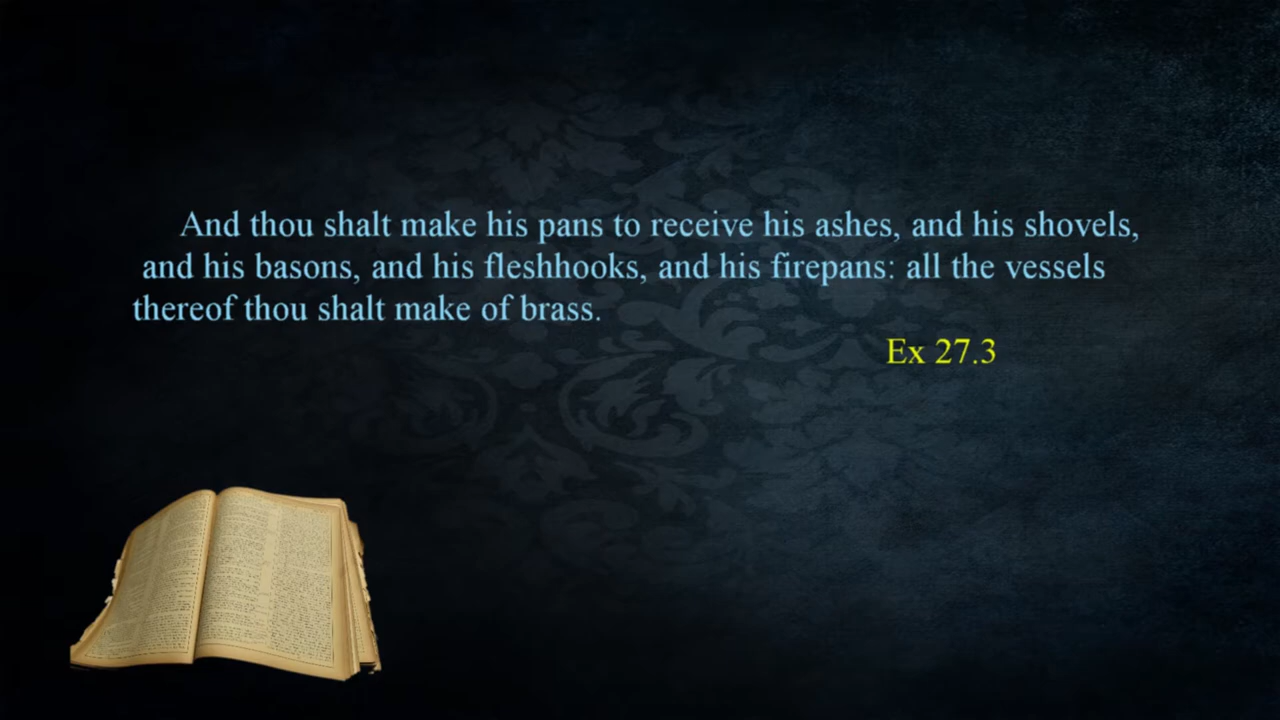 And thou shalt make his pans to receive his ashes, and his shovels,
and his basons, and his fleshhooks, and his firepans: all the vessels
thereof thou shalt make of brass.
Ex 27.3